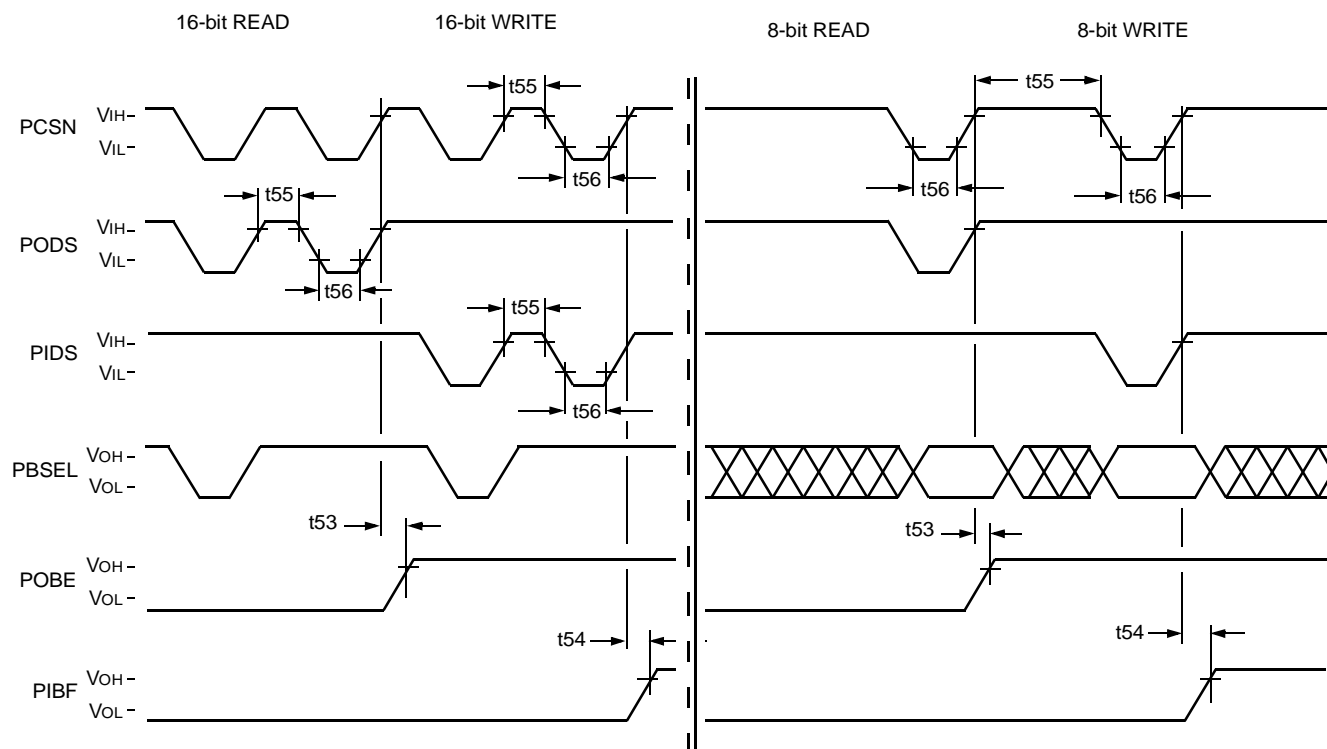 16-bit READ 16-bit WRITE 8-bit READ 8-bit WRITE
t55 t55
PCSN VIH– VIL–
t56 t56 t56
t55
PODS VIH– VIL–
t56
t55
PIDS VIH– VIL–
t56
PBSEL VOH– VOL–
t53 t53
POBE VOH– VOL–
t54 t54
PIBF VOH– VOL–